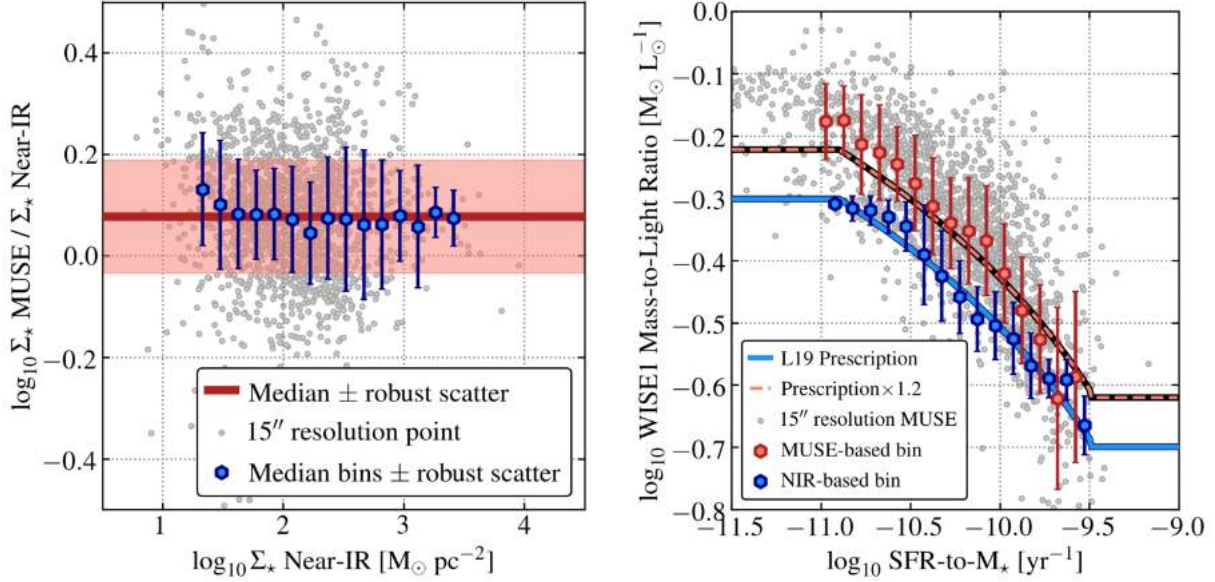 log₁₀ Σ⋆ MUSE / Σ⋆ Near-IR
0.4
0.2
0.0
−0.2
−0.4
Median ± robust scatter
15″ resolution point
Median bins ± robust scatter
1 2 3 4
log₁₀ Σ⋆ Near-IR [M⊙ pc⁻²]
log₁₀ WISE1 Mass-to-Light Ratio [M⊙ L⊙⁻¹]
0.0
−0.1
−0.2
−0.3
−0.4
−0.5
−0.6
−0.7
−0.8
L19 Prescription
Prescription×1.2
15″ resolution MUSE
MUSE-based bin
NIR-based bin
−11.5 −11.0 −10.5 −10.0 −9.5 −9.0
log₁₀ SFR-to-M⋆ [yr⁻¹]